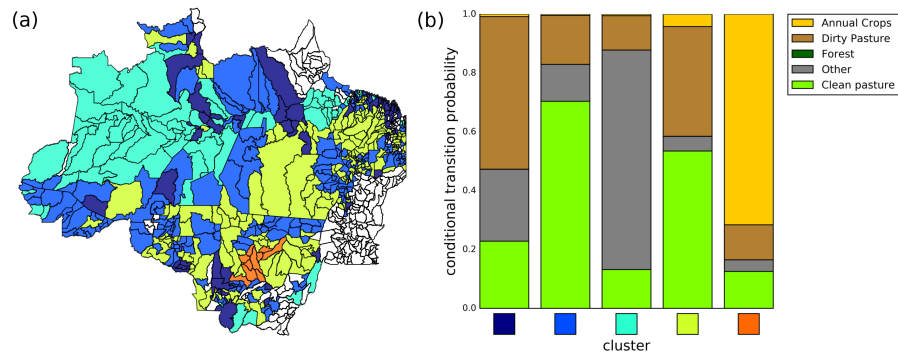 (a)
(b)
conditional transition probability
1.0
0.8
0.6
0.4
0.2
0.0
cluster
Annual Crops
Dirty Pasture
Forest
Other
Clean pasture